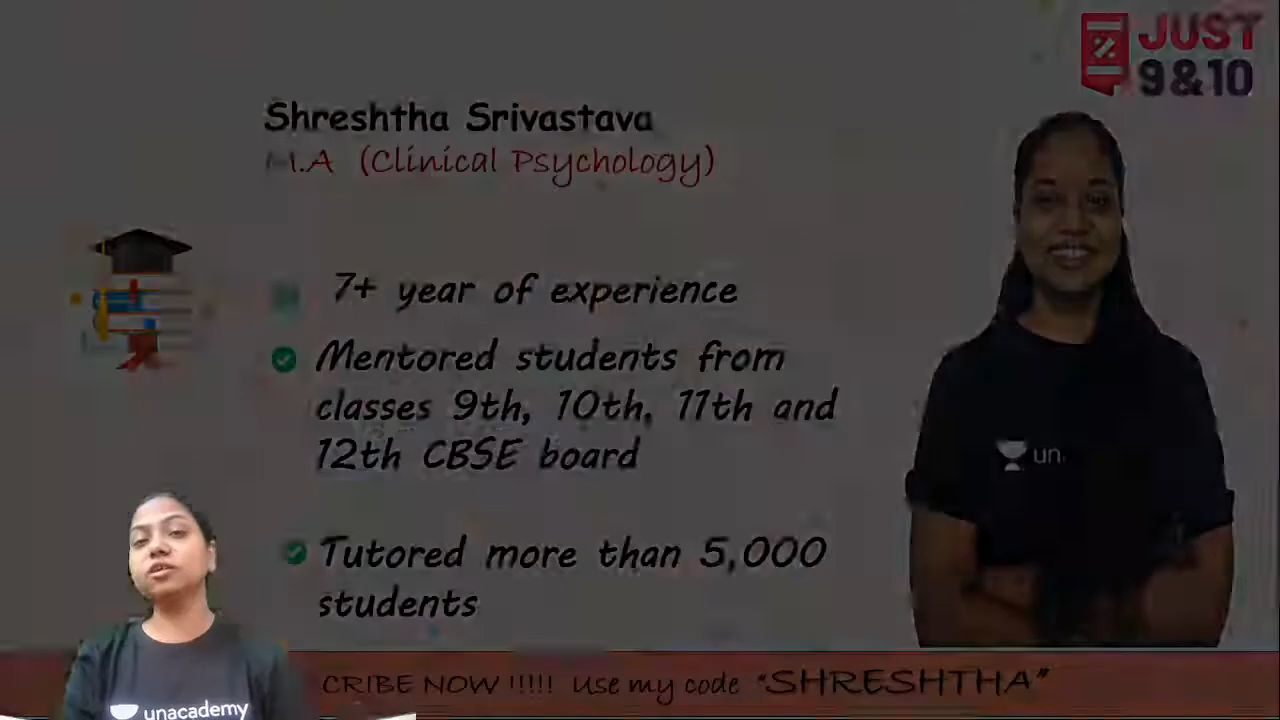 JUST
9&10
Shreshtha Srivastava
M.A (Clinical Psychology)
7+ year of experience
Mentored students from
classes 9th, 10th, 11th and
12th CBSE board
un.
Tutored more than 5,000
students
CRIBE NOW !!!!! Use my code "SHRESHTHA"
unacademy